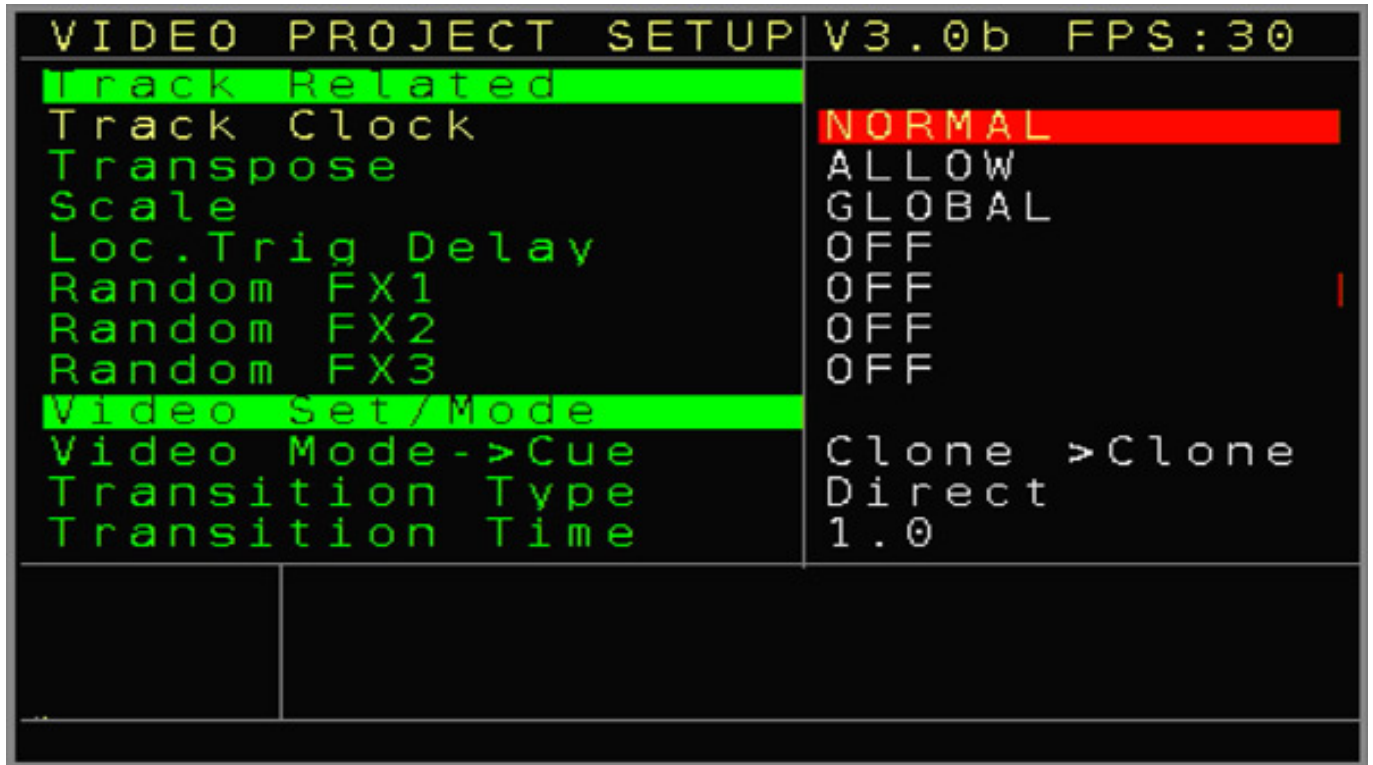 VIDEO PROJECT SETUP V3.0b FPS:30
Track Related
Track Clock NORMAL
Transpose ALLOW
Scale GLOBAL
Loc.Trig Delay OFF
Random FX1 OFF
Random FX2 OFF
Random FX3 OFF
Video Set/Mode
Video Mode->Cue Clone >Clone
Transition Type Direct
Transition Time 1.0